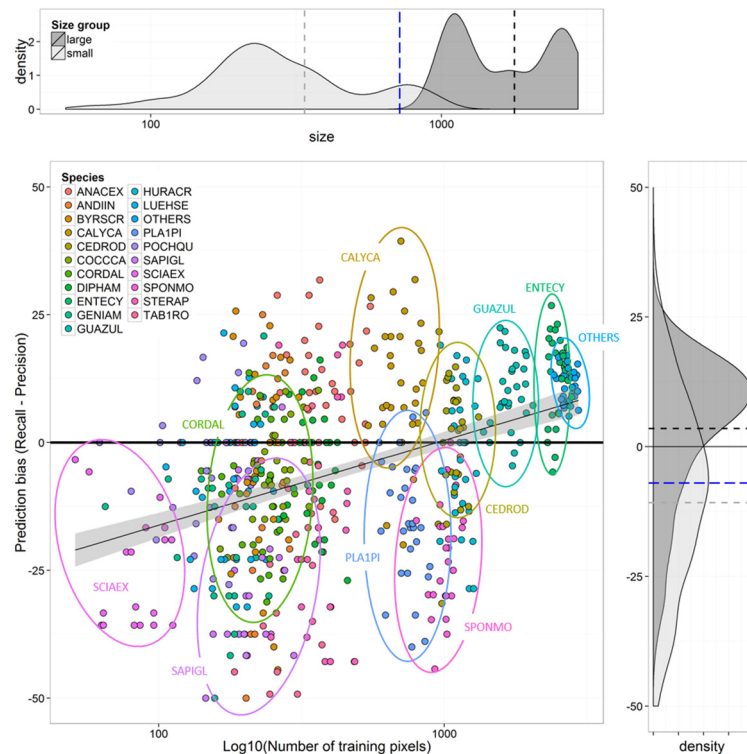 Size group
large
small
density
2
1
0
100
1000
size
Species
ANACEX
ANDIIN
BYRSCR
CALYCA
CEDROD
COCCCA
CORDAL
DIPHAM
ENTECY
GENIAM
GUAZUL
HURACR
LUEHSE
OTHERS
PLA1PI
POCHQU
SAPIGL
SCIAEX
SPONMO
STERAP
TAB1RO
CALYCA
ENTECY
GUAZUL
OTHERS
CORDAL
CEDROD
PLA1PI
SCIAEX
SPONMO
SAPIGL
Prediction bias (Recall - Precision)
50
25
0
-25
-50
100
1000
Log10(Number of training pixels)
50
25
0
-25
-50
density